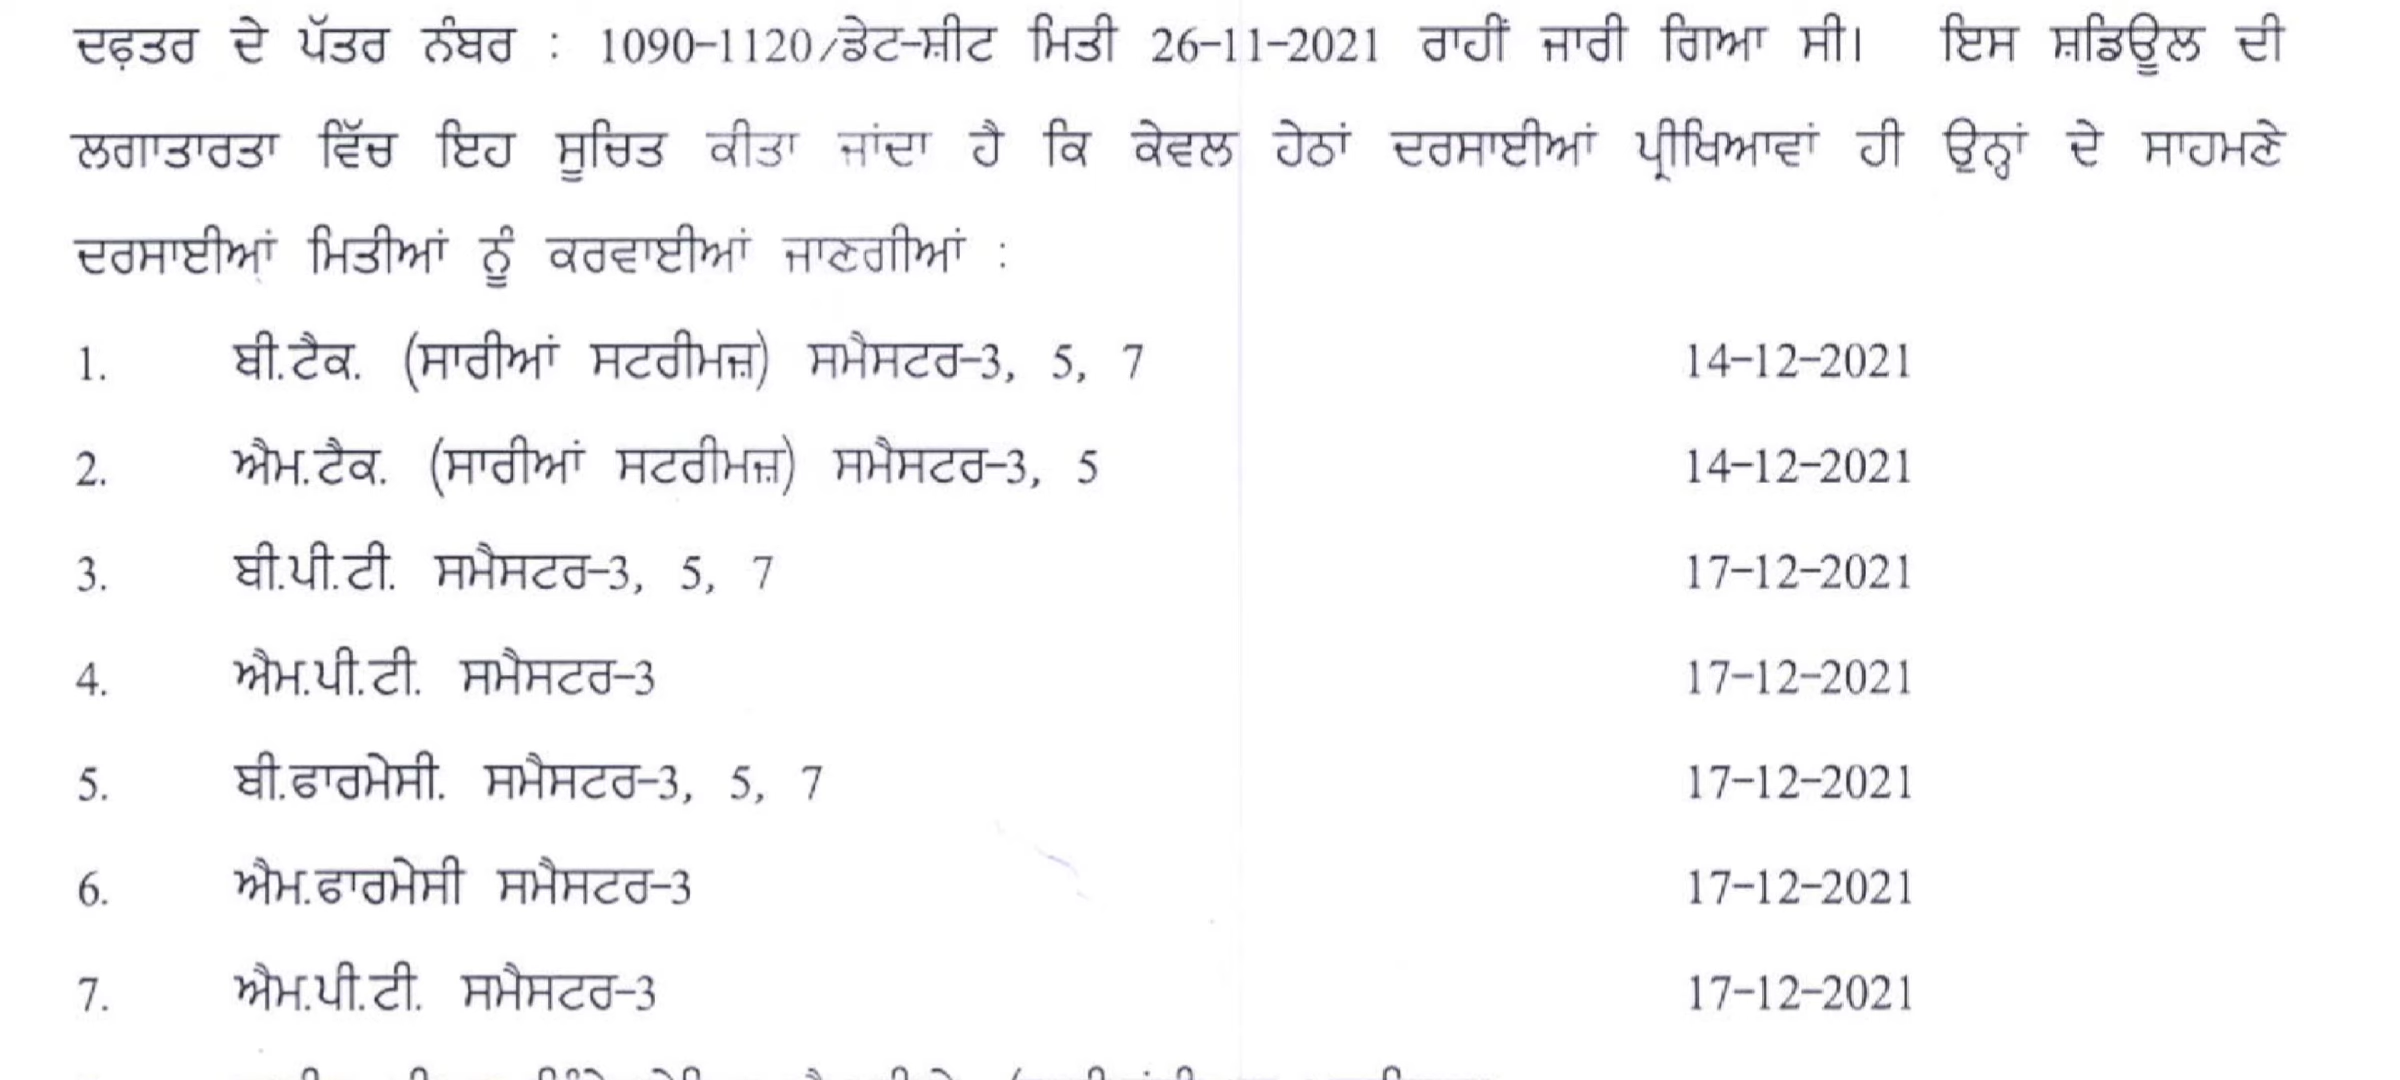 ਦਫ਼ਤਰ ਦੇ ਪੱਤਰ ਨੰਬਰ : 1090-1120/ਡੇਟ-ਸ਼ੀਟ ਮਿਤੀ 26-11-2021 ਰਾਹੀਂ ਜਾਰੀ ਗਿਆ ਸੀ। ਇਸ ਸ਼ਡਿਊਲ ਦੀ
ਲਗਾਤਾਰਤਾ ਵਿੱਚ ਇਹ ਸੂਚਿਤ ਕੀਤਾ ਜਾਂਦਾ ਹੈ ਕਿ ਕੇਵਲ ਹੇਠਾਂ ਦਰਸਾਈਆਂ ਪ੍ਰੀਖਿਆਵਾਂ ਹੀ ਉਨ੍ਹਾਂ ਦੇ ਸਾਹਮਣੇ
ਦਰਸਾਈਆਂ ਮਿਤੀਆਂ ਨੂੰ ਕਰਵਾਈਆਂ ਜਾਣਗੀਆਂ :
1. ਬੀ.ਟੈਕ. (ਸਾਰੀਆਂ ਸਟਰੀਮਜ਼) ਸਮੈਸਟਰ-3, 5, 7 14-12-2021
2. ਐਮ.ਟੈਕ. (ਸਾਰੀਆਂ ਸਟਰੀਮਜ਼) ਸਮੈਸਟਰ-3, 5 14-12-2021
3. ਬੀ.ਪੀ.ਟੀ. ਸਮੈਸਟਰ-3, 5, 7 17-12-2021
4. ਐਮ.ਪੀ.ਟੀ. ਸਮੈਸਟਰ-3 17-12-2021
5. ਬੀ.ਫਾਰਮੇਸੀ. ਸਮੈਸਟਰ-3, 5, 7 17-12-2021
6. ਐਮ.ਫਾਰਮੇਸੀ ਸਮੈਸਟਰ-3 17-12-2021
7. ਐਮ.ਪੀ.ਟੀ. ਸਮੈਸਟਰ-3 17-12-2021